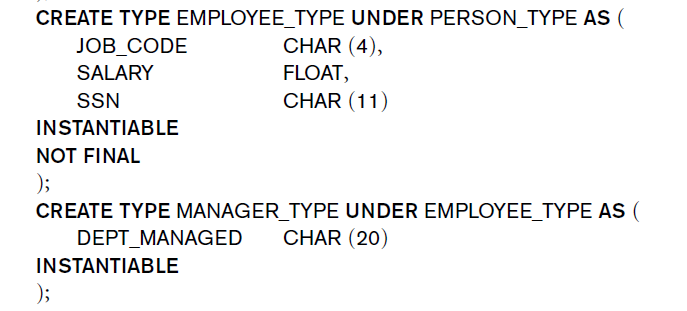 CREATE TYPE EMPLOYEE_TYPE UNDER PERSON_TYPE AS (
JOB_CODE CHAR (4),
SALARY FLOAT,
SSN CHAR (11)
INSTANTIABLE
NOT FINAL
);
CREATE TYPE MANAGER_TYPE UNDER EMPLOYEE_TYPE AS (
DEPT_MANAGED CHAR (20)
INSTANTIABLE
);